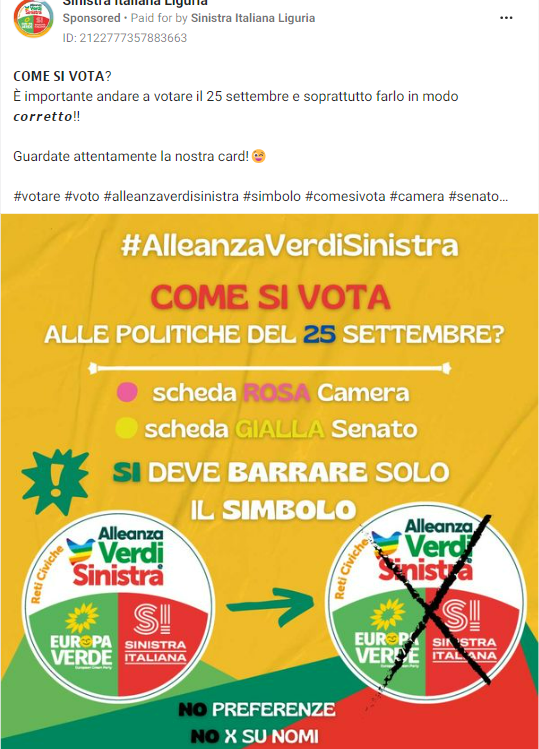 Sinistra Italiana Liguria
Sponsored • Paid for by Sinistra Italiana Liguria
ID: 2122777357883663
COME SI VOTA?
È importante andare a votare il 25 settembre e soprattutto farlo in modo
corretto!!
Guardate attentamente la nostra card!🥰
#votare #voto #alleanzaverdisinistra #simbolo #comesivota #camera #senato...
#AlleanzaVerdiSinistra
COME SI VOTA
ALLE POLITICHE DEL 25 SETTEMBRE?
scheda ROSA Camera
scheda GIALLA Senato
SI DEVE BARRARE SOLO
IL SIMBOLO
Reti Civiche
Alleanza
Verdi
Sinistra
EUROPA
VERDE
European Green Party
S!
SINISTRA
ITALIANA
Reti Civiche
Alleanza
Verdi
Sinistra
EUROPA
VERDE
S!
SINISTRA
ITALIANA
NO PREFERENZE
NO X SU NOMI